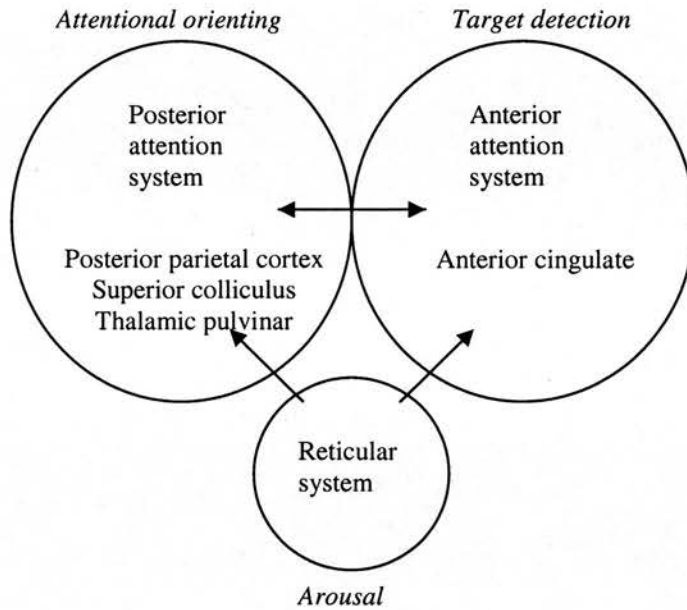 Attentional orienting
Target detection
Posterior
attention
system
Anterior
attention
system
Posterior parietal cortex
Superior colliculus
Thalamic pulvinar
Anterior cingulate
Reticular
system
Arousal